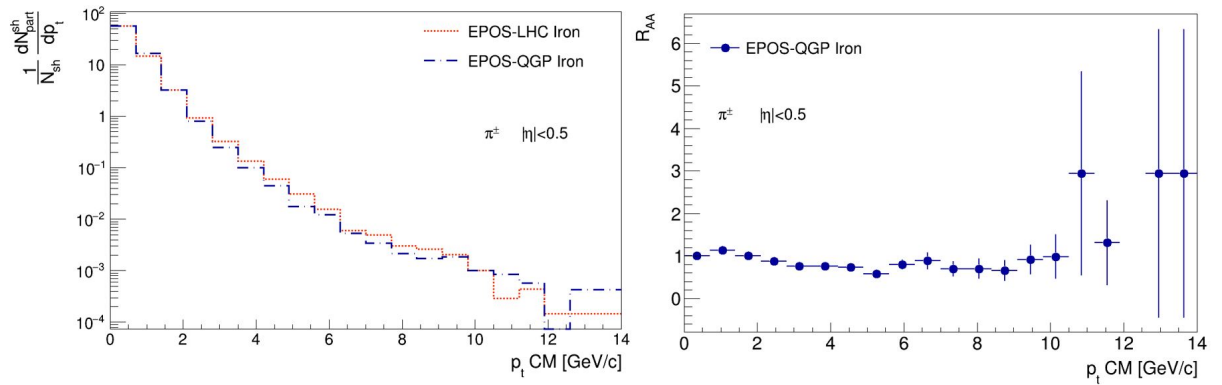 1/N_sh dN^sh_part/dp_t
10²
10
1
10⁻¹
10⁻²
10⁻³
10⁻⁴
EPOS-LHC Iron
EPOS-QGP Iron
π± |η|<0.5
0 2 4 6 8 10 12 14
p_t CM [GeV/c]
R_AA
6
5
4
3
2
1
0
EPOS-QGP Iron
π± |η|<0.5
0 2 4 6 8 10 12 14
p_t CM [GeV/c]